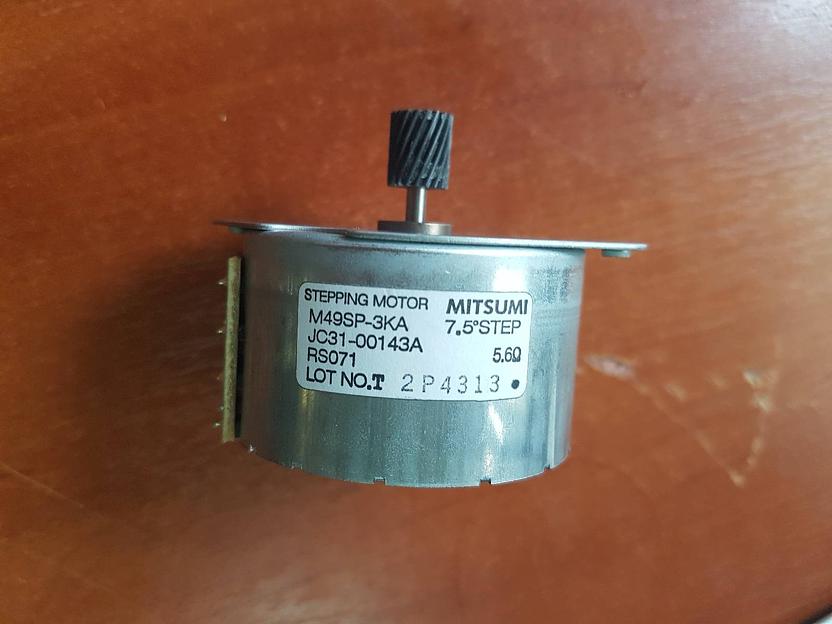 STEPPING MOTOR MITSUMI
M49SP-3KA 7.5°STEP
JC31-00143A
RS071 5.6Ω
LOT NO.T 2P4313